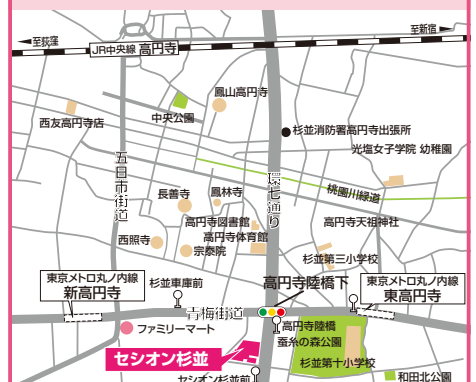 至荻窪
至新宿
JR中央線 高円寺
鳳山高円寺
中央公園
西友高円寺店
杉並消防署高円寺出張所
光塩女子学院 幼稚園
五日市街道
環七通り
桃園川緑道
長善寺
鳳林寺
高円寺図書館
高円寺天祖神社
高円寺体育館
西照寺
宗泰院
杉並第三小学校
東京メトロ丸ノ内線
新高円寺
杉並車庫前
高円寺陸橋下
東京メトロ丸ノ内線
東高円寺
青梅街道
ファミリーマート
高円寺陸橋
蚕糸の森公園
セシオン杉並
杉並第十小学校
セシオン杉並前
和田北公園